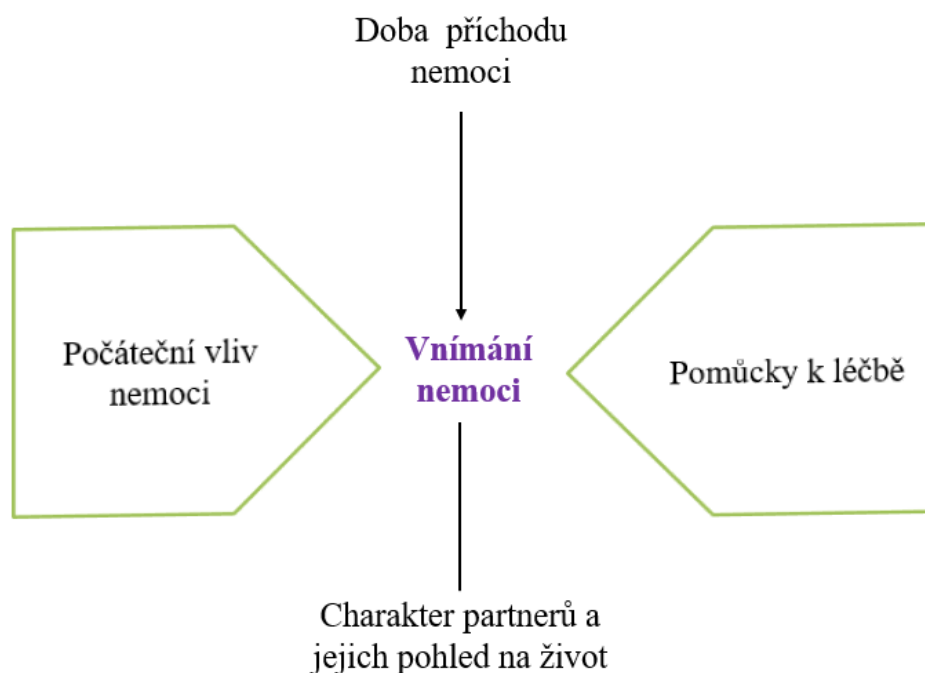 Doba příchodu
nemoci
Počáteční vliv
nemoci
Vnímání
nemoci
Pomůcky k léčbě
Charakter partnerů a
jejich pohled na život